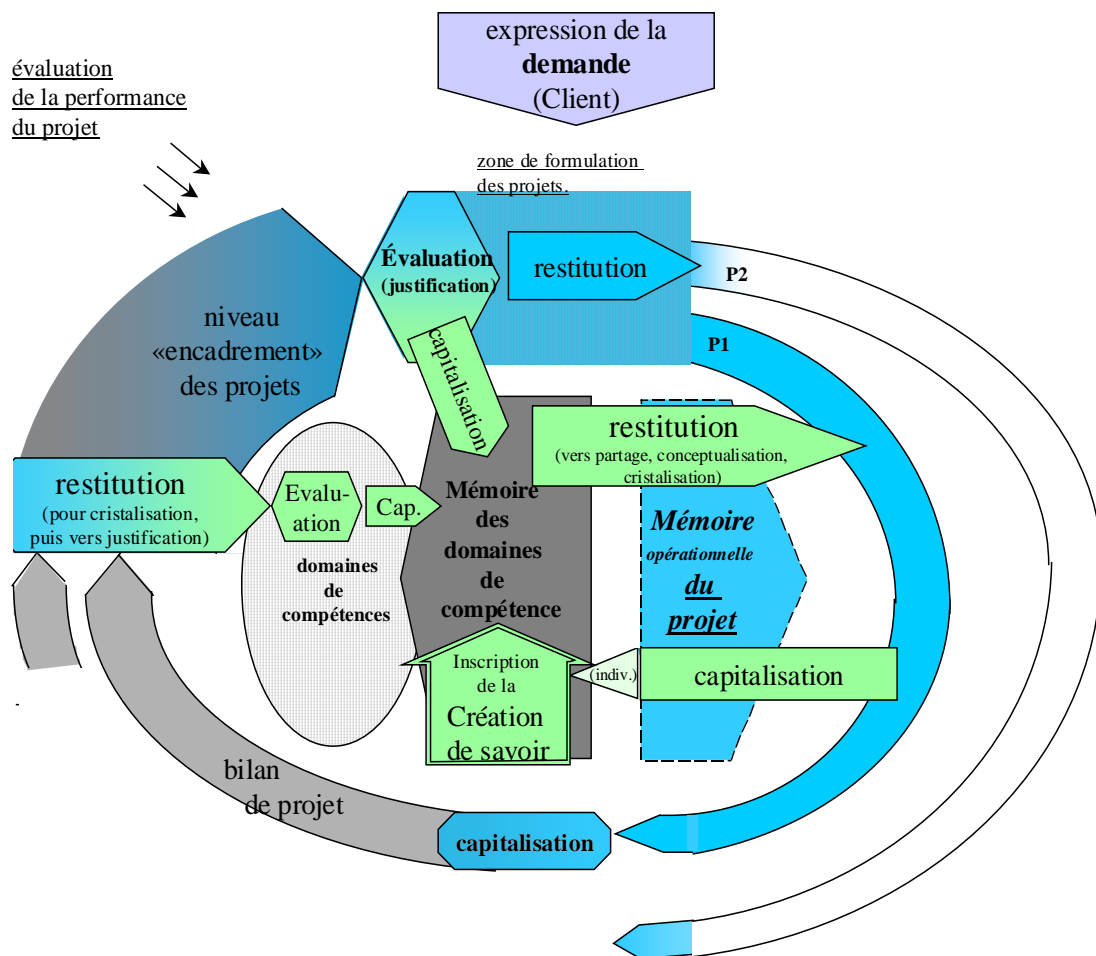 expression de la
demande
(Client)
évaluation
de la performance
du projet
zone de formulation
des projets.
Évaluation
(justification)
restitution
P2
P1
niveau
«encadrement»
des projets
capitalisation
restitution
(vers partage, conceptualisation,
cristalisation)
restitution
(pour cristalisation,
puis vers justification)
Evalu-
ation
Cap.
Mémoire
des
domaines
de
compétence
Mémoire
opérationnelle
du
projet
domaines
de
compétences
Inscription
de la
Création
de savoir
(indiv.)
capitalisation
bilan
de projet
capitalisation
-